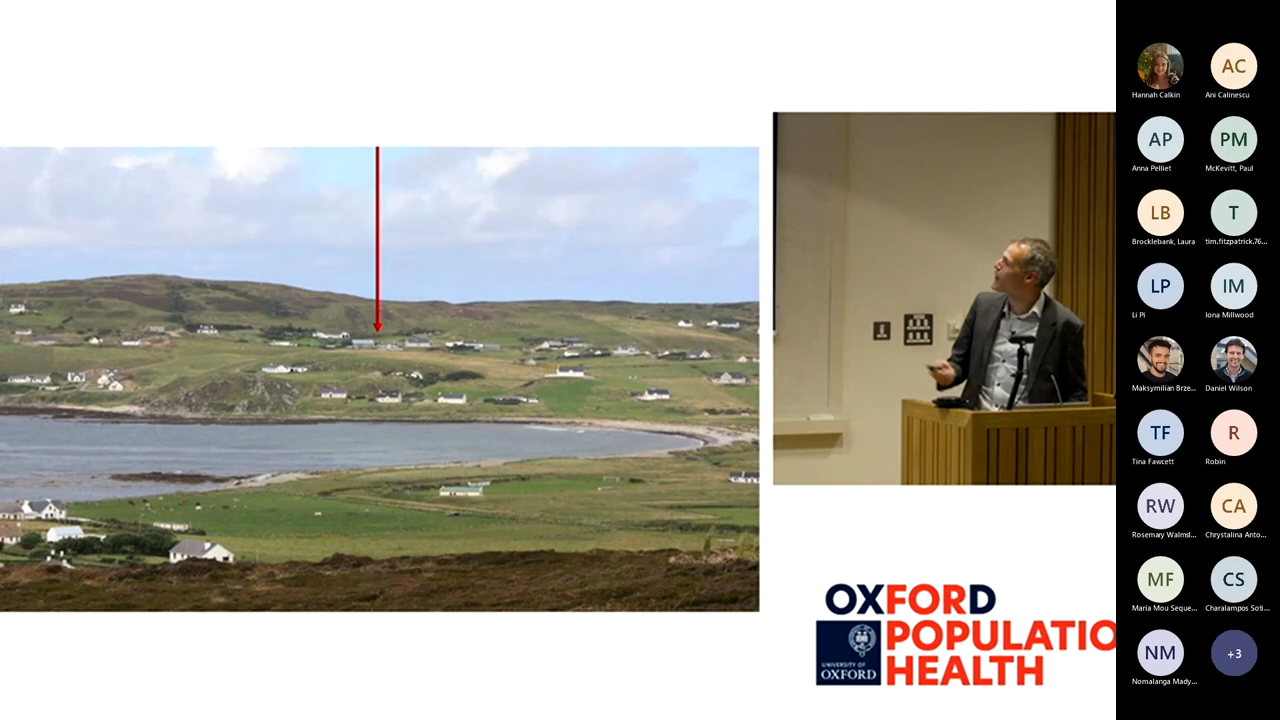 OXFORD
POPULATIO
HEALTH
UNIVERSITY OF
OXFORD
Hannah Calkin
AC
Ani Calinescu
AP
Anna Pelliet
PM
McKevitt, Paul
LB
Brocklebank, Laura
T
tim.fitzpatrick.76...
LP
Li Pi
IM
Iona Millwood
Maksymilian Brze...
Daniel Wilson
TF
Tina Fawcett
R
Robin
RW
Rosemary Walmsl...
CA
Chrystalina Anto...
MF
Maria Mou Seque...
CS
Charalampos Soti...
NM
Nomalanga Mady...
+3